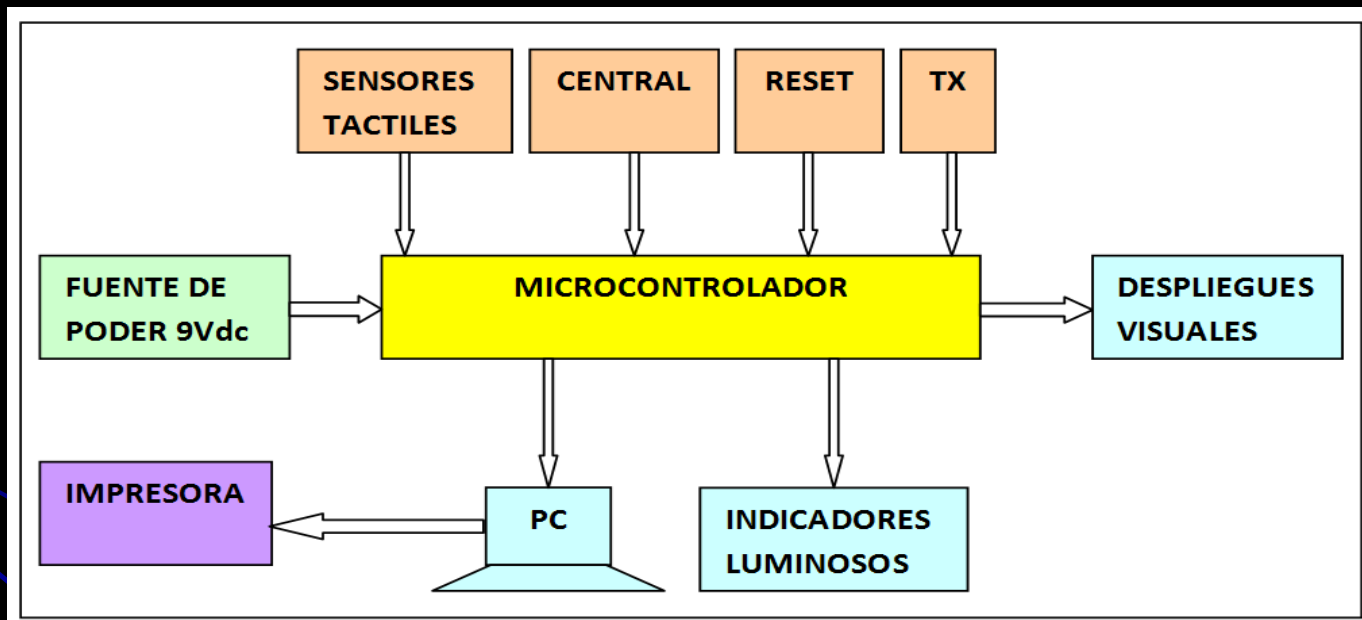 SENSORES
TACTILES
CENTRAL
RESET
TX
FUENTE DE
PODER 9Vdc
MICROCONTROLADOR
DESPLIEGUES
VISUALES
IMPRESORA
PC
INDICADORES
LUMINOSOS